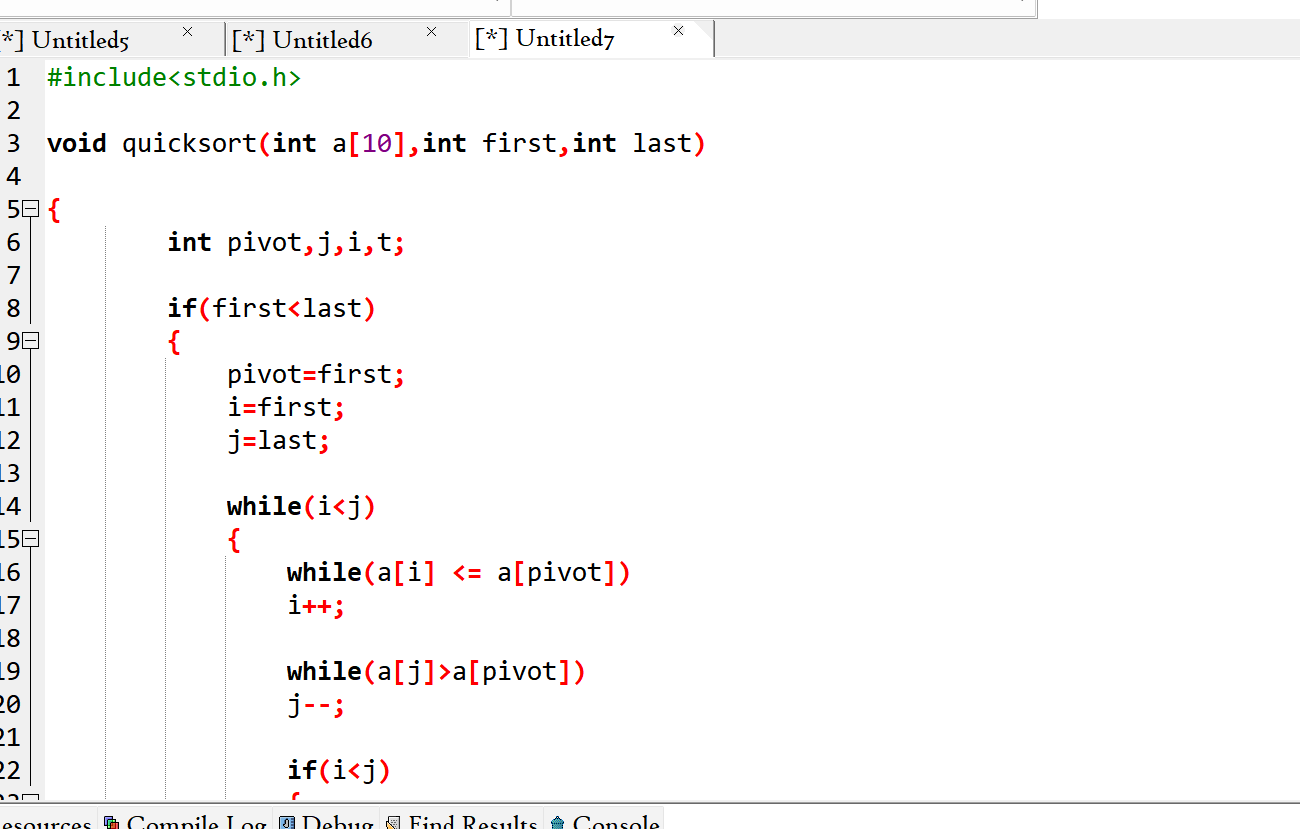 [*] Untitled5 × [*] Untitled6 × [*] Untitled7 ×
1 #include<stdio.h>
2
3 void quicksort(int a[10],int first,int last)
4
5 {
6 int pivot,j,i,t;
7
8 if(first<last)
9 {
10 pivot=first;
11 i=first;
12 j=last;
13
14 while(i<j)
15 {
16 while(a[i] <= a[pivot])
17 i++;
18
19 while(a[j]>a[pivot])
20 j--;
21
22 if(i<j)
23 {
esources Compile Log Debug Find Results Console